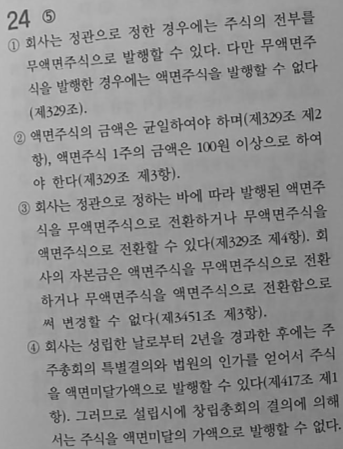 24 ⑤
① 회사는 정관으로 정한 경우에는 주식의 전부를
무액면주식으로 발행할 수 있다. 다만 무액면주
식을 발행한 경우에는 액면주식을 발행할 수 없다
(제329조).
② 액면주식의 금액은 균일하여야 하며(제329조 제2
항), 액면주식 1주의 금액은 100원 이상으로 하여
야 한다(제329조 제3항).
③ 회사는 정관으로 정하는 바에 따라 발행된 액면주
식을 무액면주식으로 전환하거나 무액면주식을
액면주식으로 전환할 수 있다(제329조 제4항). 회
사의 자본금은 액면주식을 무액면주식으로 전환
하거나 무액면주식을 액면주식으로 전환함으로
써 변경할 수 없다(제3451조 제3항).
④ 회사는 성립한 날로부터 2년을 경과한 후에는 주
주총회의 특별결의와 법원의 인가를 얻어서 주식
을 액면미달가액으로 발행할 수 있다(제417조 제1
항). 그러므로 설립시에 창립총회의 결의에 의해
서는 주식을 액면미달의 가액으로 발행할 수 없다.